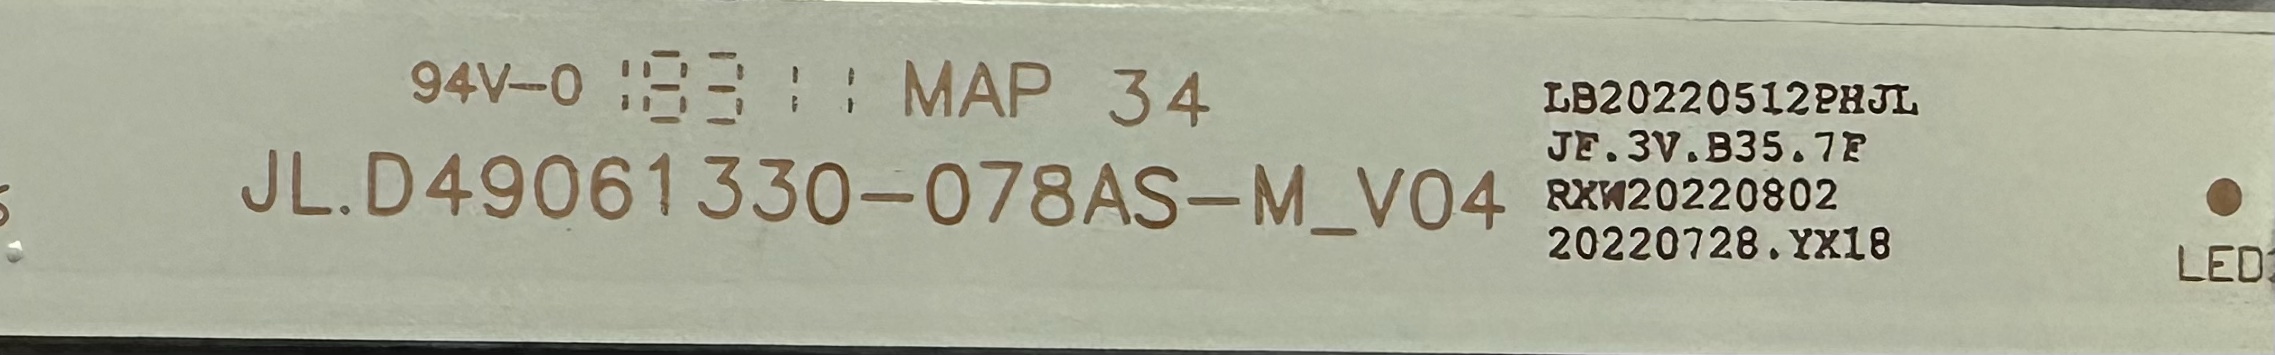 94V-0 MAP 34
JL.D49061330-078AS-M_V04
LB20220512PHJL
JF.3V.B35.7F
RXW20220802
20220728.YX18
LED